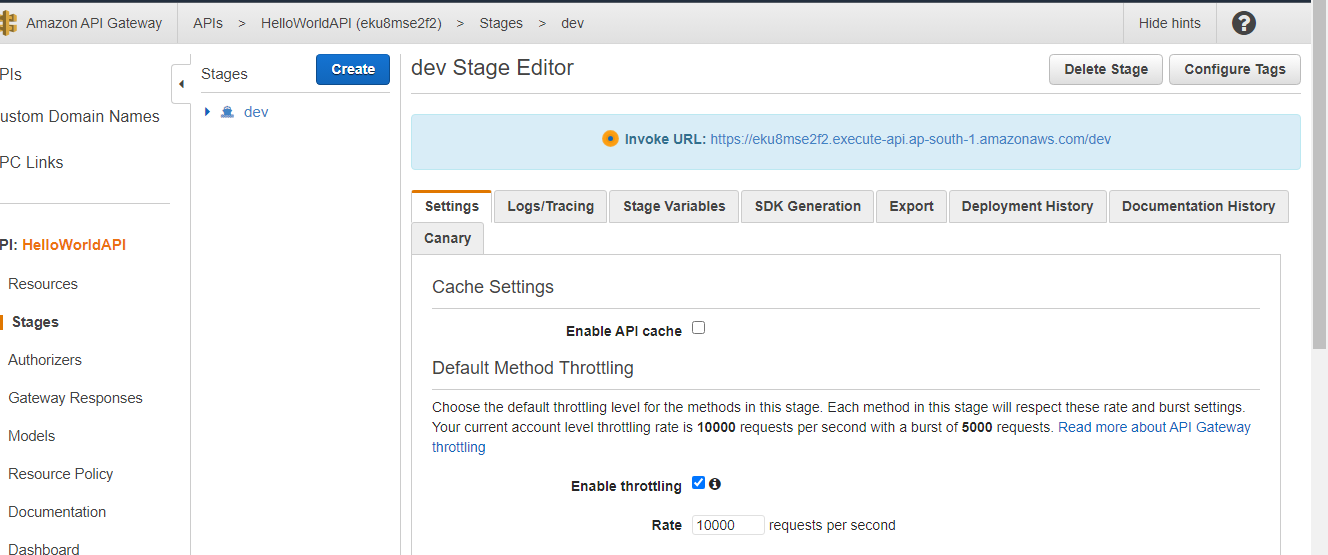 Amazon API Gateway APIs > HelloWorldAPI (eku8mse2f2) > Stages > dev Hide hints ?
PIs
ustom Domain Names
PC Links
PI: HelloWorldAPI
Resources
Stages
Authorizers
Gateway Responses
Models
Resource Policy
Documentation
Dashboard
Stages Create
dev
dev Stage Editor Delete Stage Configure Tags
Invoke URL: https://eku8mse2f2.execute-api.ap-south-1.amazonaws.com/dev
Settings Logs/Tracing Stage Variables SDK Generation Export Deployment History Documentation History
Canary
Cache Settings
Enable API cache
Default Method Throttling
Choose the default throttling level for the methods in this stage. Each method in this stage will respect these rate and burst settings.
Your current account level throttling rate is 10000 requests per second with a burst of 5000 requests. Read more about API Gateway
throttling
Enable throttling
Rate 10000 requests per second